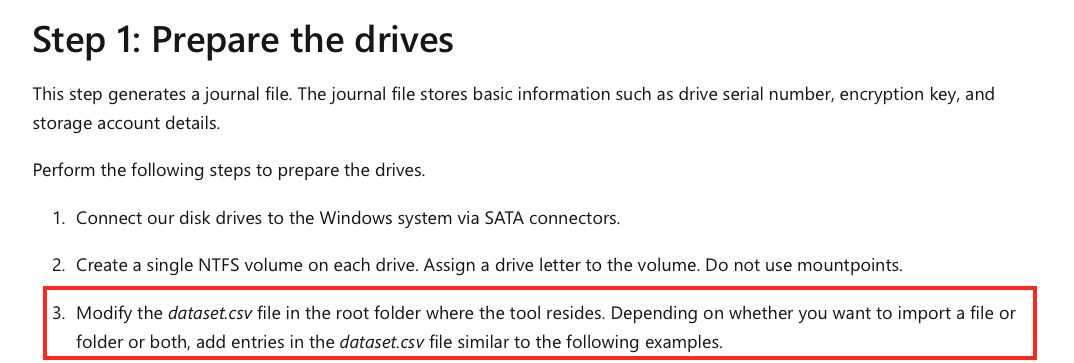 Step 1: Prepare the drives
This step generates a journal file. The journal file stores basic information such as drive serial number, encryption key, and
storage account details.
Perform the following steps to prepare the drives.
1. Connect our disk drives to the Windows system via SATA connectors.
2. Create a single NTFS volume on each drive. Assign a drive letter to the volume. Do not use mountpoints.
3. Modify the dataset.csv file in the root folder where the tool resides. Depending on whether you want to import a file or
folder or both, add entries in the dataset.csv file similar to the following examples.